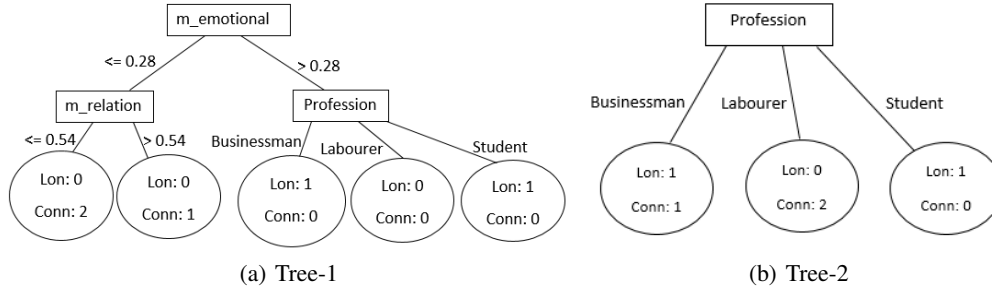 m_emotional
<= 0.28
> 0.28
m_relation
Profession
<= 0.54
> 0.54
Businessman
Labourer
Student
Lon: 0
Conn: 2
Lon: 0
Conn: 1
Lon: 1
Conn: 0
Lon: 0
Conn: 0
Lon: 1
Conn: 0
(a) Tree-1
Profession
Businessman
Labourer
Student
Lon: 1
Conn: 1
Lon: 0
Conn: 2
Lon: 1
Conn: 0
(b) Tree-2